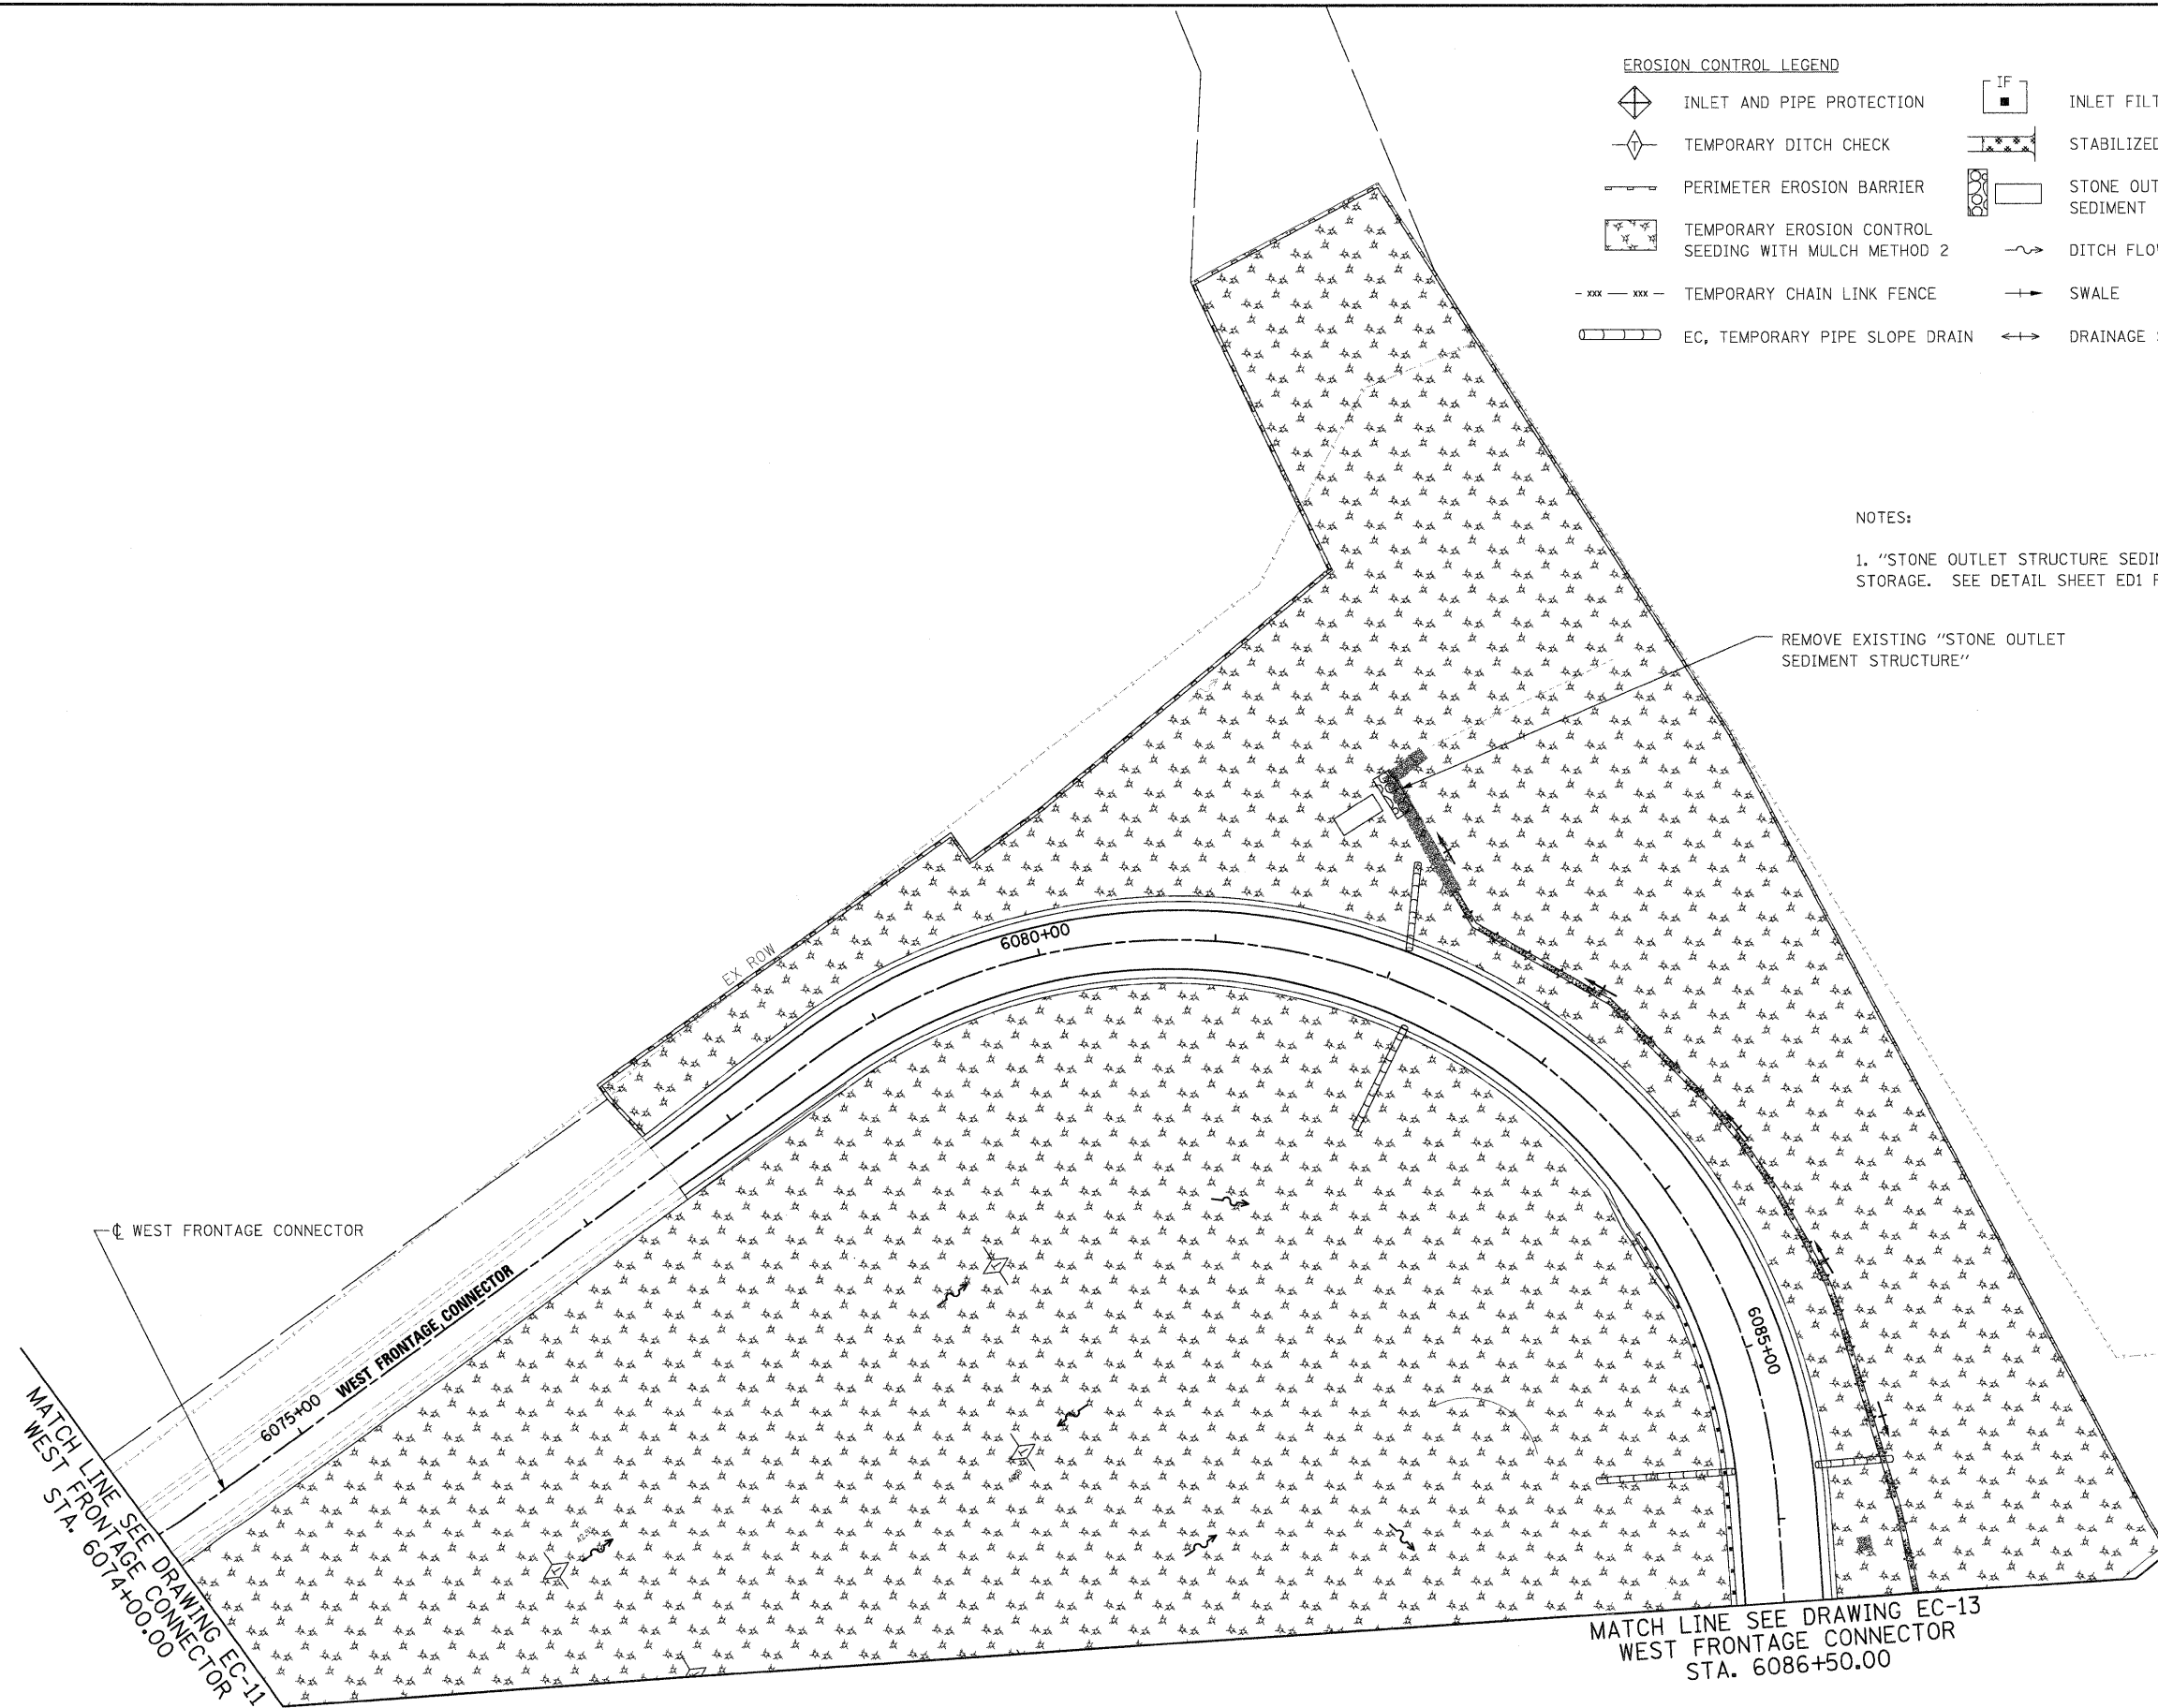 EROSION CONTROL LEGEND
INLET AND PIPE PROTECTION
TEMPORARY DITCH CHECK
T
PERIMETER EROSION BARRIER
TEMPORARY EROSION CONTROL
SEEDING WITH MULCH METHOD 2
- XXX — XXX - TEMPORARY CHAIN LINK FENCE
EC, TEMPORARY PIPE SLOPE DRAIN
IF
INLET FILT
STABILIZED
STONE OUT
SEDIMENT
DITCH FLO
SWALE
DRAINAGE
NOTES:
1. "STONE OUTLET STRUCTURE SEDI
STORAGE. SEE DETAIL SHEET ED1
REMOVE EXISTING "STONE OUTLET
SEDIMENT STRUCTURE"
EX ROW
6080+00
6085+00
℄ WEST FRONTAGE CONNECTOR
WEST FRONTAGE CONNECTOR
6075+00
MATCH LINE SEE DRAWING EC-11
WEST FRONTAGE CONNECTOR
STA. 6074+00.00
MATCH LINE SEE DRAWING EC-13
WEST FRONTAGE CONNECTOR
STA. 6086+50.00